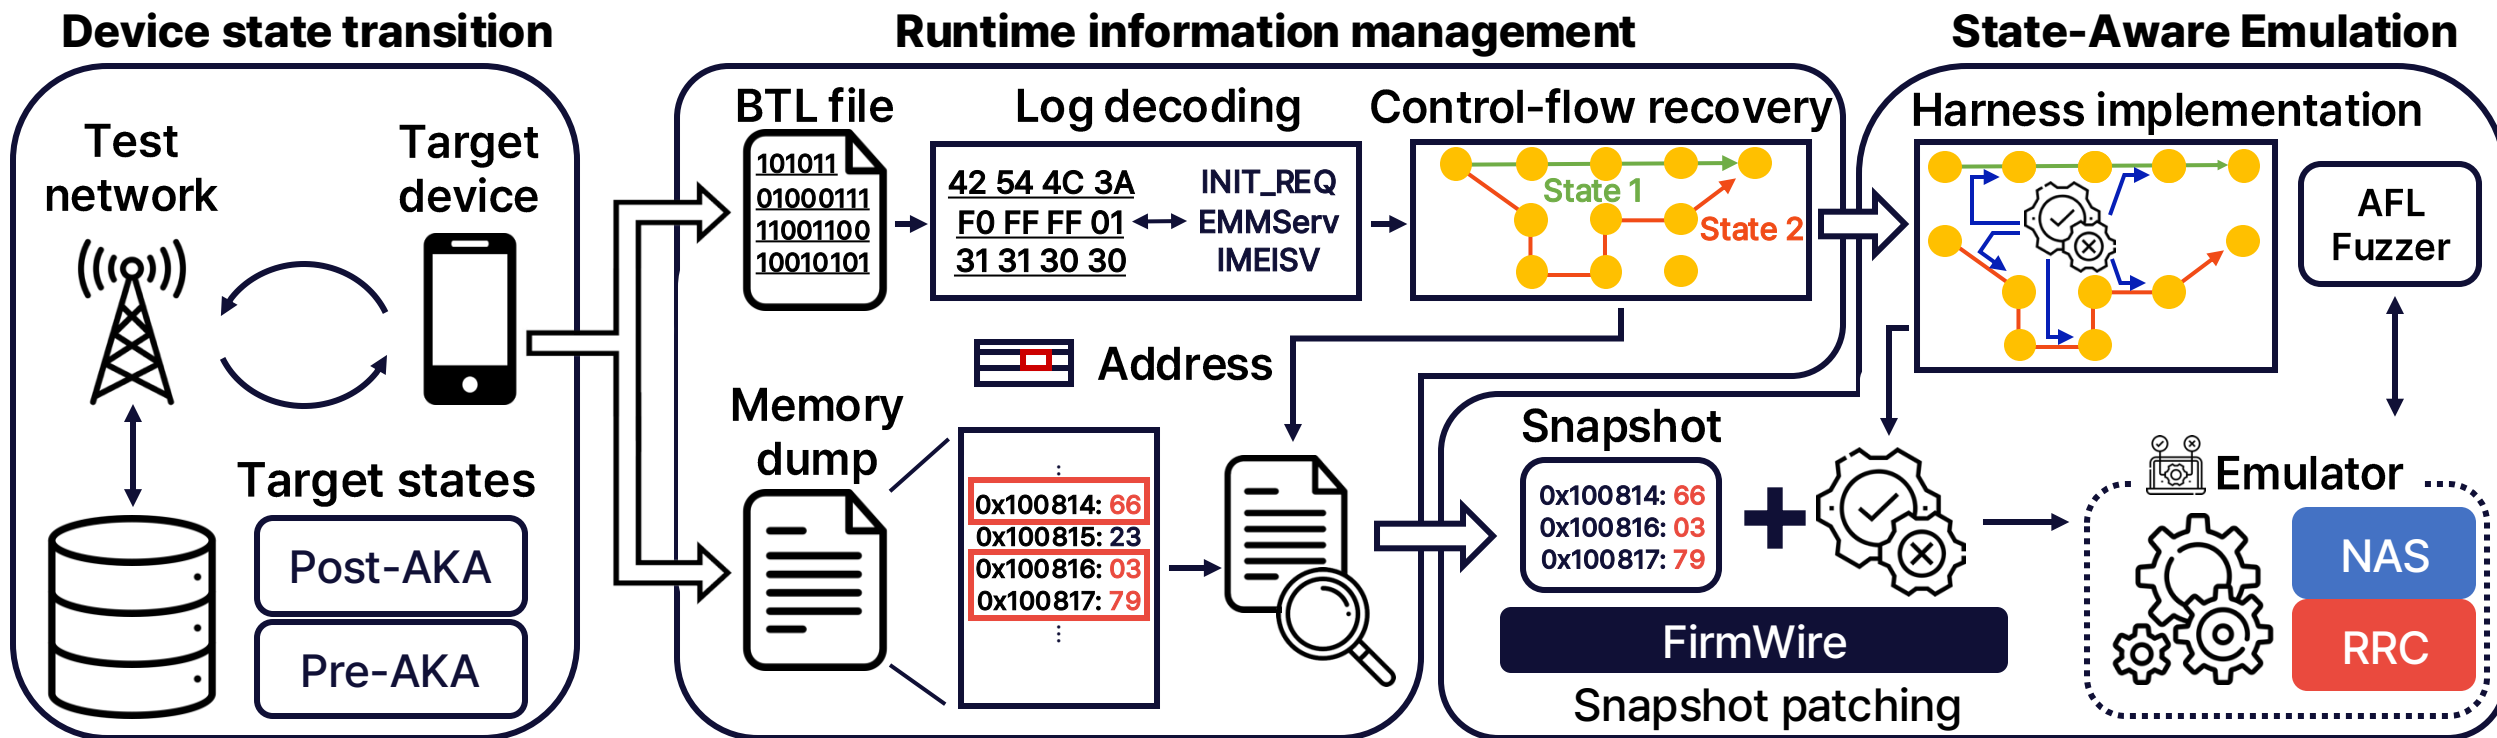 Device state transition
Test
network
Target
device
Target states
Post-AKA
Pre-AKA
Runtime information management
BTL file
101011
01000111
11001100
10010101
Log decoding
42 54 4C 3A
F0 FF FF 01
31 31 30 30
INIT_REQ
EMMServ
IMEISV
Control-flow recovery
State 1
State 2
Address
Memory
dump
0x100814: 66
0x100815: 23
0x100816: 03
0x100817: 79
State-Aware Emulation
Harness implementation
AFL
Fuzzer
Snapshot
0x100814: 66
0x100816: 03
0x100817: 79
FirmWire
Snapshot patching
Emulator
NAS
RRC